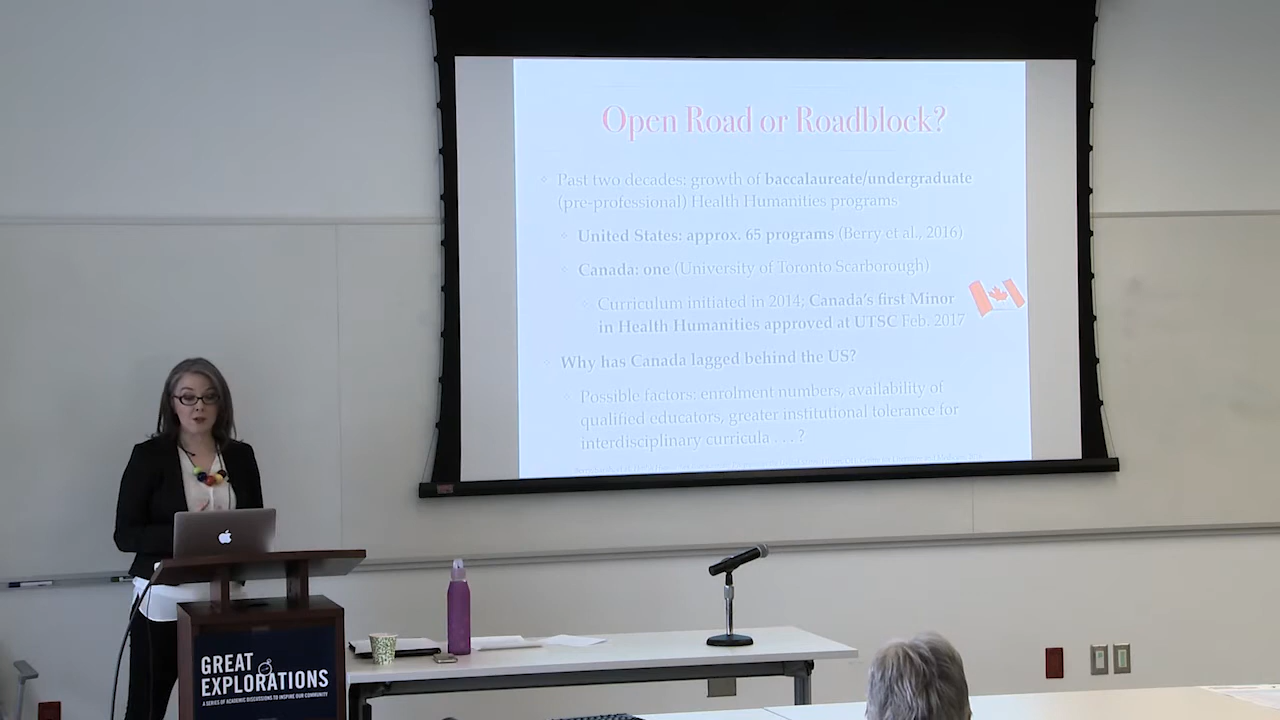 Open Road or Roadblock?
Past two decades: growth of baccalaureate/undergraduate
(pre-professional) Health Humanities programs
United States: approx. 65 programs (Berry et al., 2016)
Canada: one (University of Toronto Scarborough)
Curriculum initiated in 2014; Canada's first Minor
in Health Humanities approved at UTSC Feb. 2017
Why has Canada lagged behind the US?
Possible factors: enrolment numbers, availability of
qualified educators, greater institutional tolerance for
interdisciplinary curricula . . . ?
GREAT
EXPLORATIONS
A SERIES OF ACADEMIC DISCUSSIONS TO INSPIRE OUR COMMUNITY